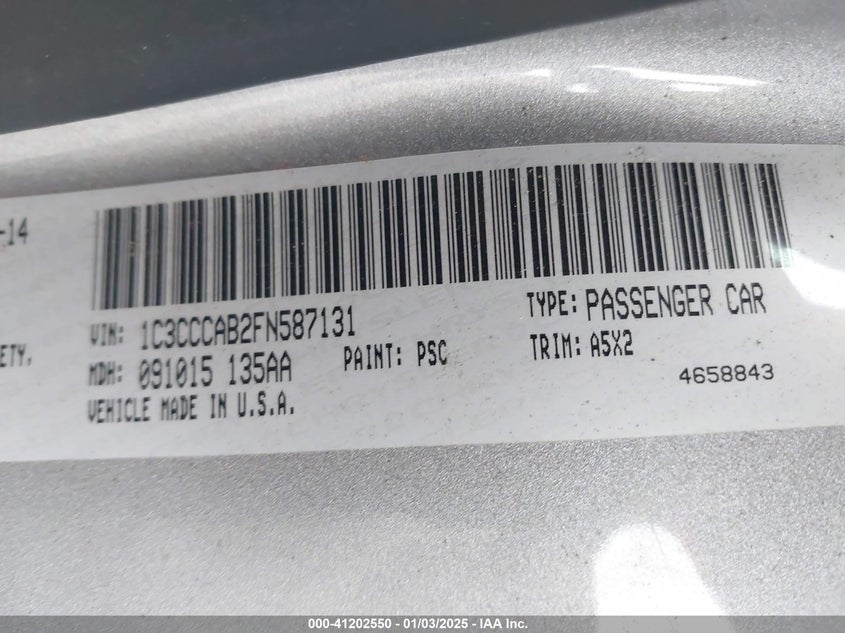 -14
VIN: 1C3CCCAB2FN587131
TYPE: PASSENGER CAR
ETY.
MDH: 091015 135AA
PAINT: PSC
TRIM: A5X2
4658843
VEHICLE MADE IN U.S.A.
000-41202550 - 01/03/2025 - IAA Inc.